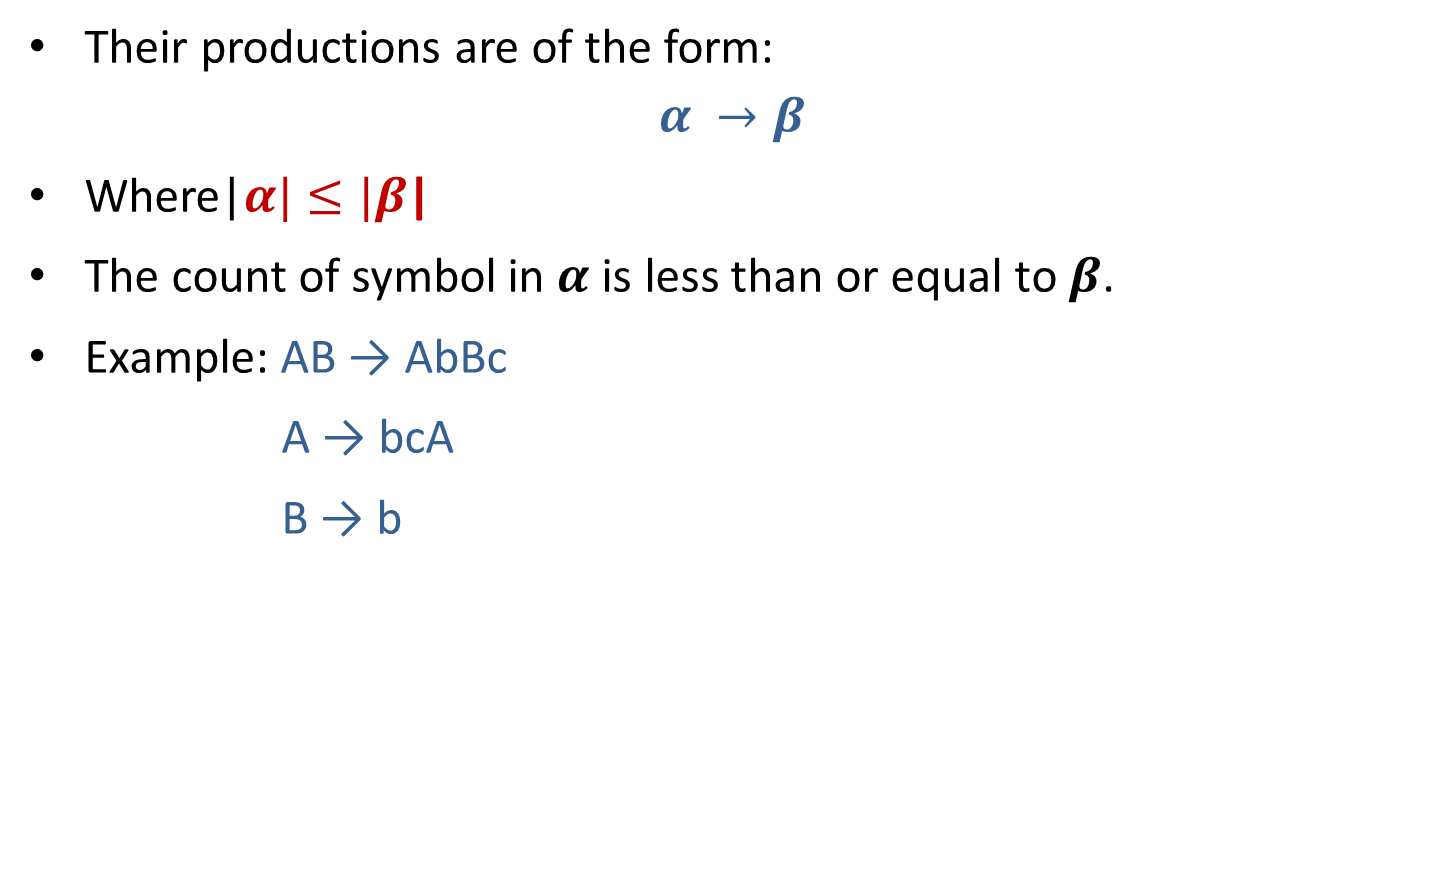 • Their productions are of the form:
𝜶 → 𝜷
• Where|𝜶| ≤ |𝜷|
• The count of symbol in 𝜶 is less than or equal to 𝜷.
• Example: AB → AbBc
A → bcA
B → b